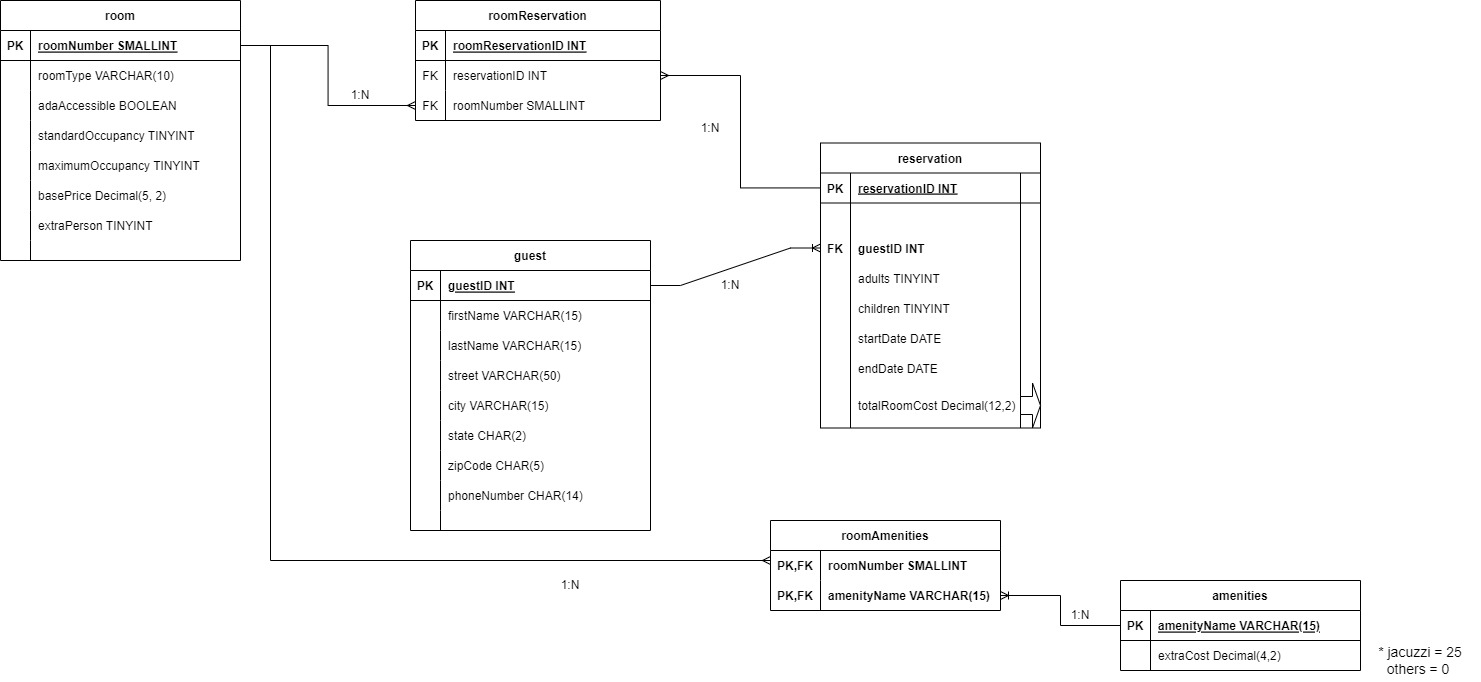 room
PK roomNumber SMALLINT
roomType VARCHAR(10)
adaAccessible BOOLEAN
standardOccupancy TINYINT
maximumOccupancy TINYINT
basePrice Decimal(5, 2)
extraPerson TINYINT
1:N
roomReservation
PK roomReservationID INT
FK reservationID INT
FK roomNumber SMALLINT
1:N
reservation
PK reservationID INT
FK guestID INT
adults TINYINT
children TINYINT
startDate DATE
endDate DATE
totalRoomCost Decimal(12,2)
guest
PK guestID INT
firstName VARCHAR(15)
lastName VARCHAR(15)
street VARCHAR(50)
city VARCHAR(15)
state CHAR(2)
zipCode CHAR(5)
phoneNumber CHAR(14)
1:N
1:N
roomAmenities
PK,FK roomNumber SMALLINT
PK,FK amenityName VARCHAR(15)
1:N
amenities
PK amenityName VARCHAR(15)
extraCost Decimal(4,2)
* jacuzzi = 25
others = 0